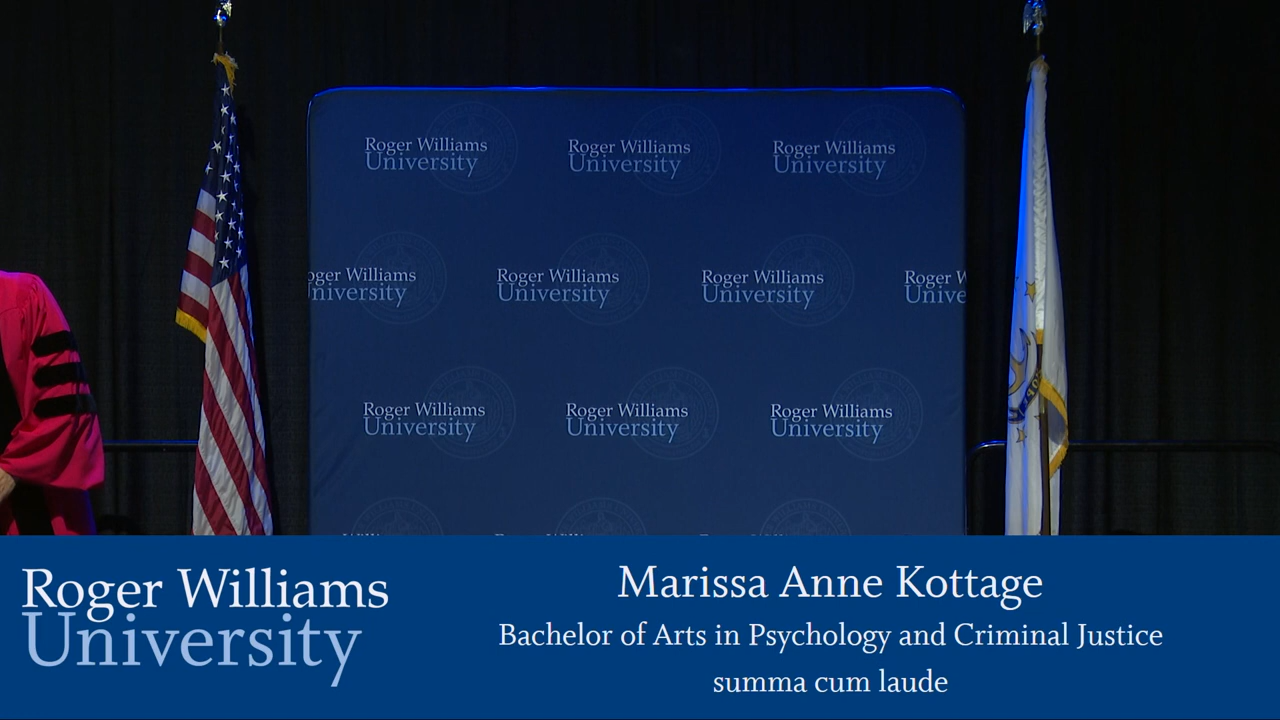 Roger Williams
University
Roger Williams
University
Roger Williams
University
oger Williams
University
Roger Williams
University
Roger Williams
University
Roger W
Unive
Roger Williams
University
Roger Williams
University
Roger Williams
University
Roger Williams
University
Marissa Anne Kottage
Bachelor of Arts in Psychology and Criminal Justice
summa cum laude